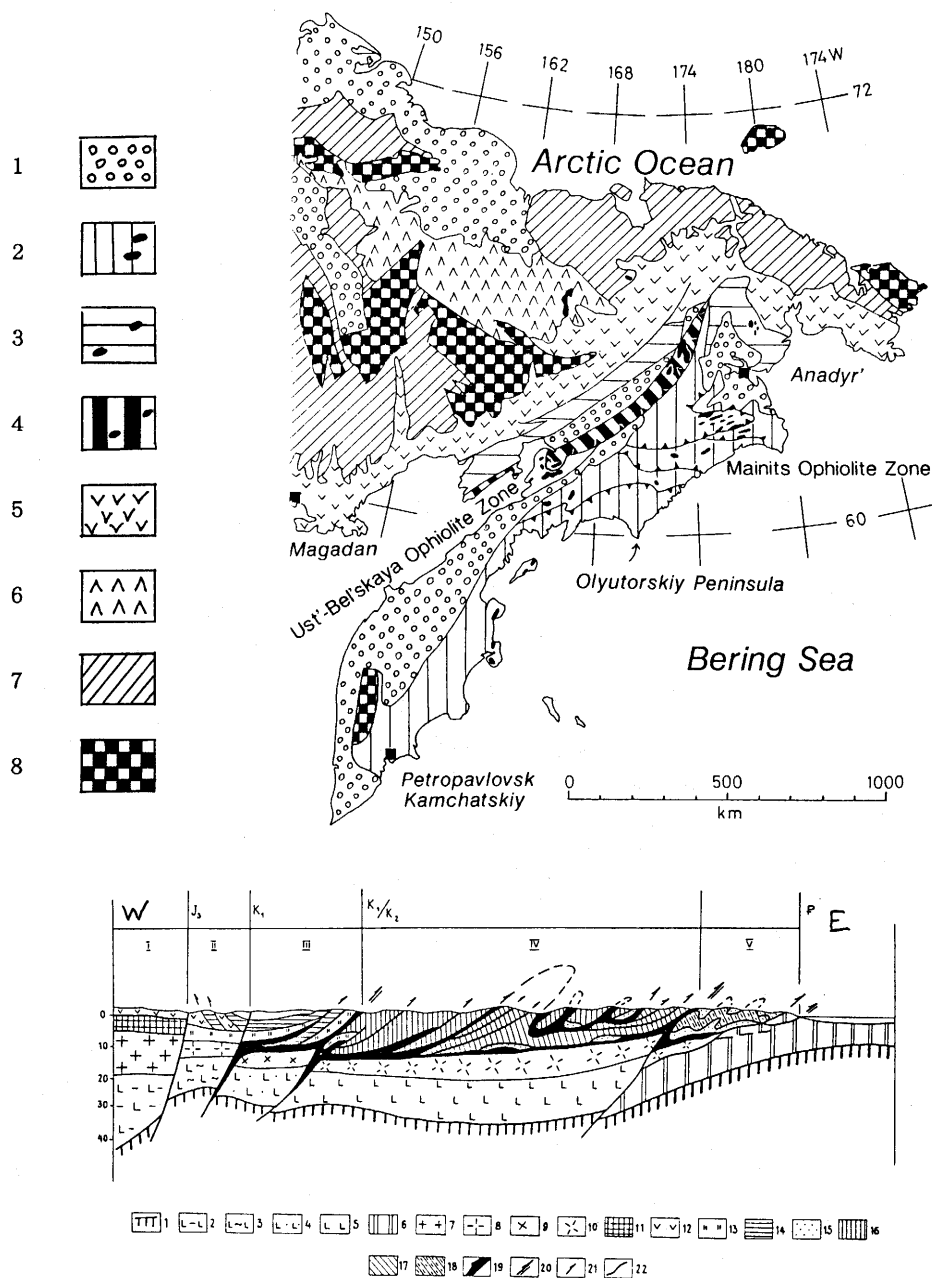 150
156
162
168
174
180
174W
72
Arctic Ocean
1
2
3
4
5
6
7
8
Anadyr'
Mainits Ophiolite Zone
Ust'-Bel'skaya Ophiolite Zone
60
Magadan
Olyutorskiy Peninsula
Bering Sea
Petropavlovsk
Kamchatskiy
0 500 1000
km
W J₃ K₁ K₁/K₂ P E
I II III IV V
0
10
20
30
40
1 2 3 4 5 6 7 8 9 10 11 12 13 14 15 16
17 18 19 20 21 22